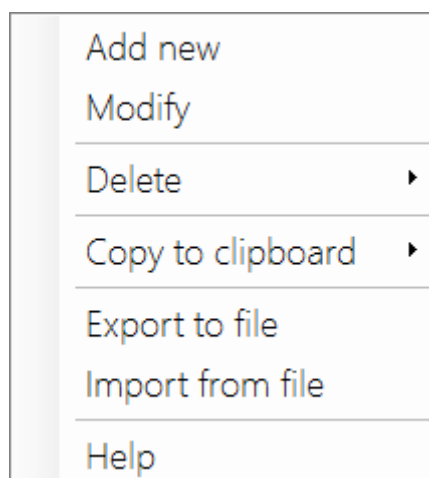 Add new
Modify
Delete
Copy to clipboard
Export to file
Import from file
Help